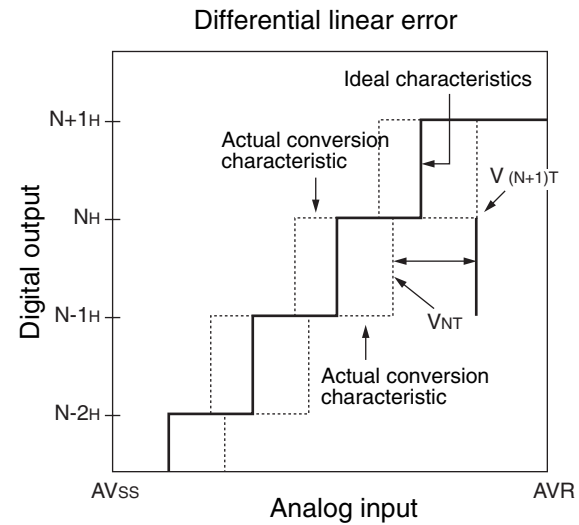 Differential linear error
Ideal characteristics
N+1H
Actual conversion
characteristic
V (N+1)T
NH
Digital output
N-1H
VNT
Actual conversion
characteristic
N-2H
AVSS
AVR
Analog input